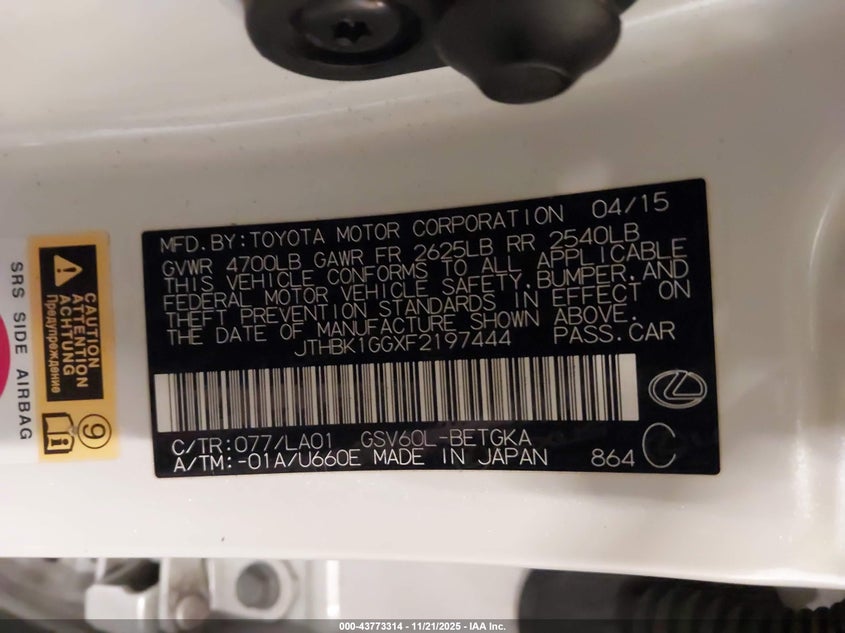 MFD.BY:TOYOTA MOTOR CORPORATION 04/15
GVWR 4700LB GAWR FR 2625LB RR 2540LB
THIS VEHICLE CONFORMS TO ALL APPLICABLE
FEDERAL MOTOR VEHICLE SAFETY,BUMPER,AND
THEFT PREVENTION STANDARDS IN EFFECT ON
THE DATE OF MANUFACTURE SHOWN ABOVE.
JTHBK1GGXF2197444 PASS.CAR
C/TR:077/LA01 GSV60L-BETGKA
A/TM:-01A/U660E MADE IN JAPAN 864 C
CAUTION
ATTENTION
ACHTUNG
Предупреждение
9
SRS SIDE AIRBAG
000-43773314 - 11/21/2025 - IAA Inc.